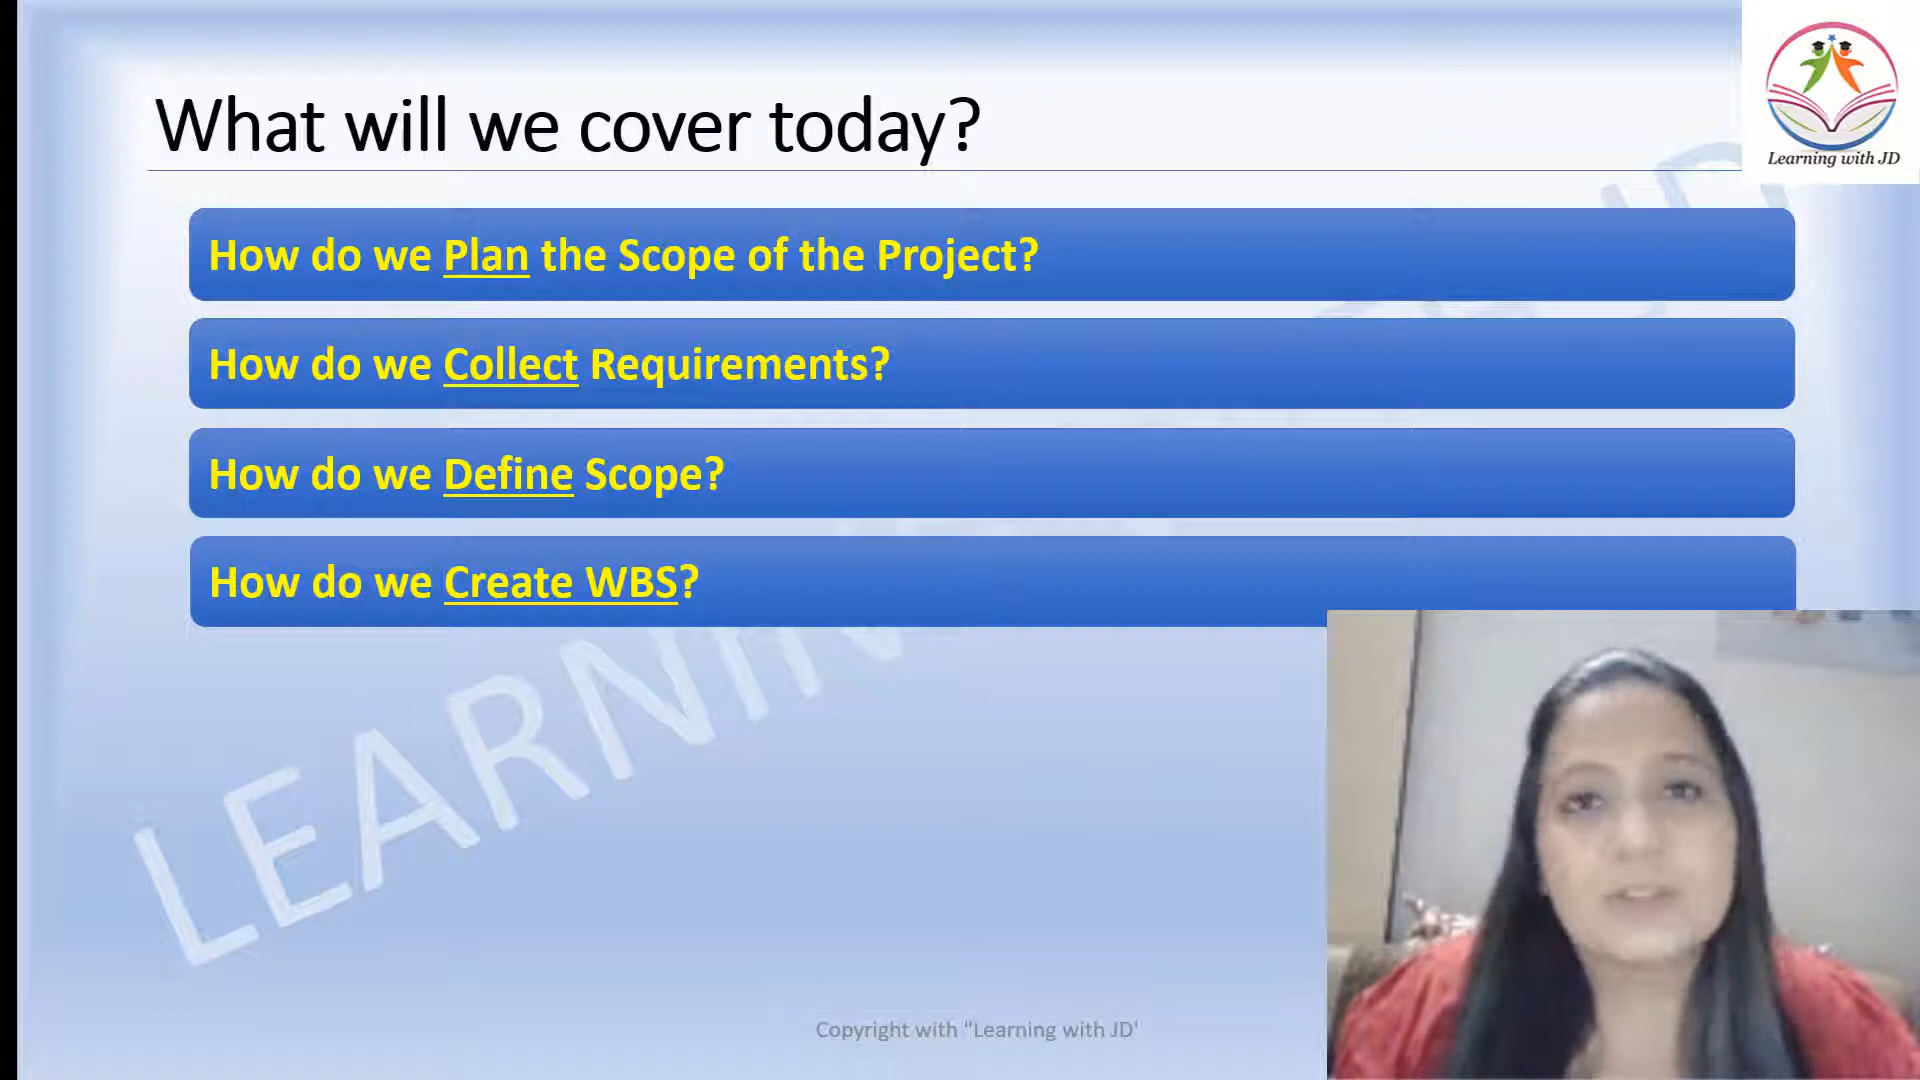 What will we cover today?
Learning with JD
How do we Plan the Scope of the Project?
How do we Collect Requirements?
How do we Define Scope?
How do we Create WBS?
LEARNIN
Copyright with "Learning with JD'